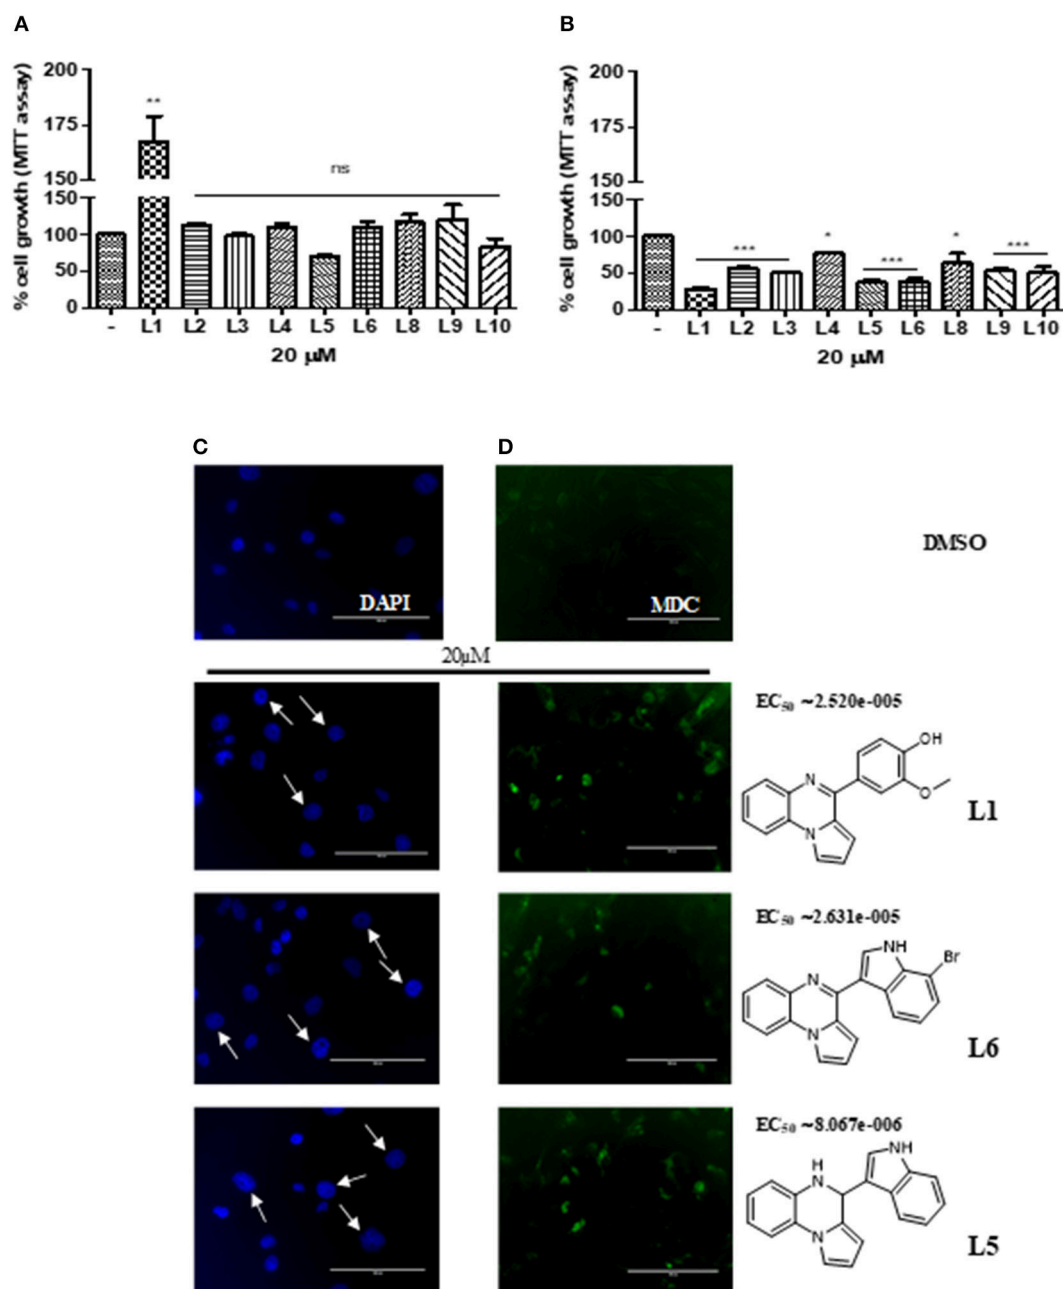 A
% cell growth (MTT assay)
200
175
150
150
100
50
0
**
ns
- L1 L2 L3 L4 L5 L6 L8 L9 L10
20 µM
B
% cell growth (MTT assay)
200
175
150
150
100
50
0
***
*
***
*
***
- L1 L2 L3 L4 L5 L6 L8 L9 L10
20 µM
C
D
DAPI
MDC
DMSO
20µM
EC50 ~2.520e-005
N
OH
O
N
L1
EC50 ~2.631e-005
NH
Br
N
N
L6
EC50 ~8.067e-006
NH
H
N
N
L5